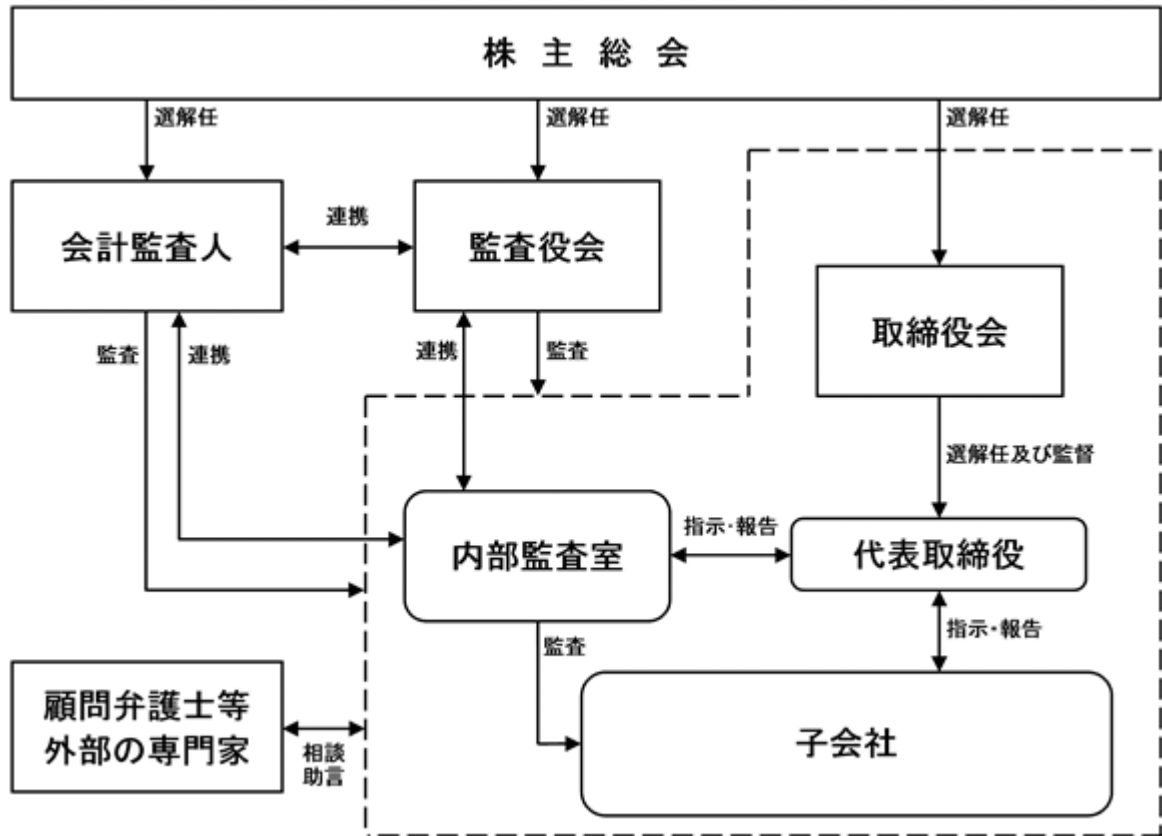 株主総会
選解任
選解任
選解任
会計監査人
連携
監査役会
取締役会
監査
連携
連携
監査
選解任及び監督
内部監査室
指示・報告
代表取締役
監査
指示・報告
顧問弁護士等
外部の専門家
相談
助言
子会社